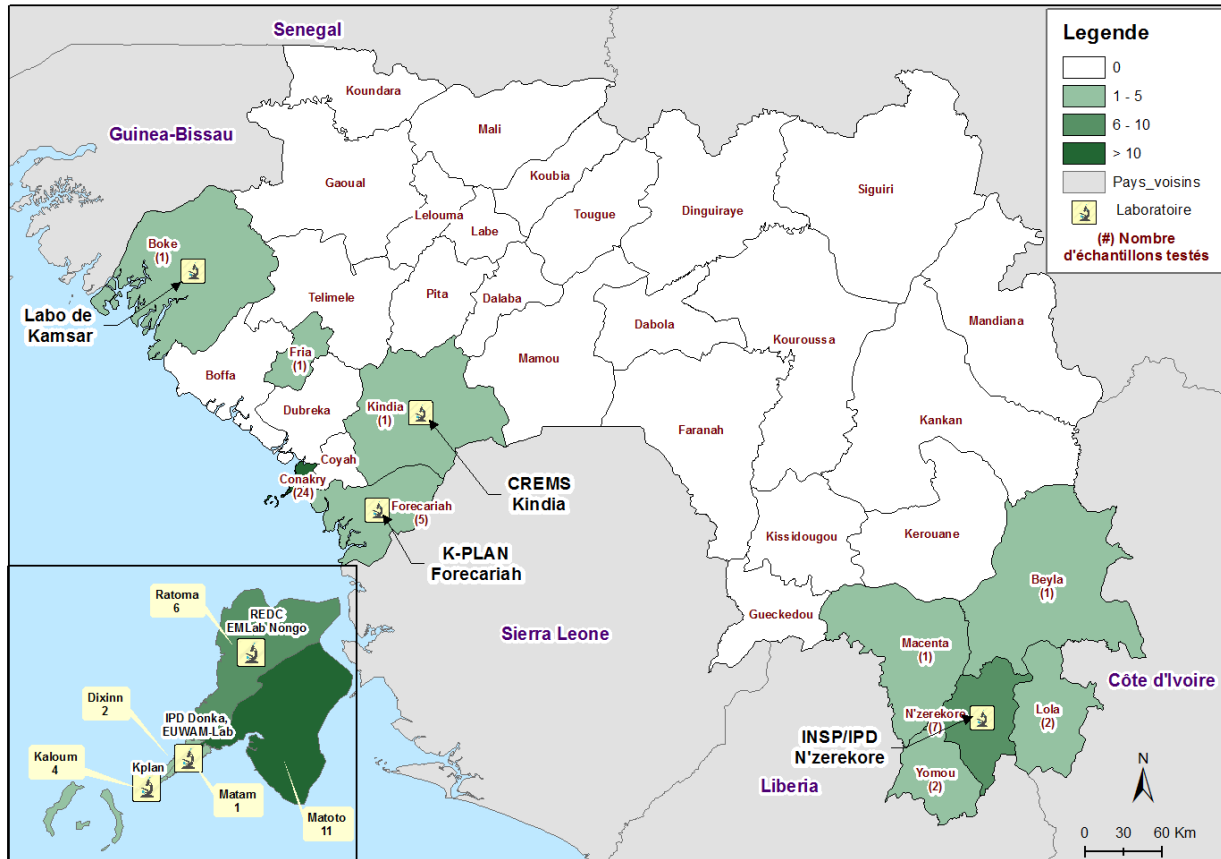 Senegal
Guinea-Bissau
Koundara
Mali
Gaoual
Koubia
Lelouma
Labe
Tougue
Dinguiraye
Siguiri
Boke
(1)
Labo de
Kamsar
Telimele
Pita
Dalaba
Fria
(1)
Boffa
Dubreka
Kindia
(1)
Mamou
Dabola
Kouroussa
Mandiana
Kankan
Faranah
Coyah
Conakry
(24)
Forecariah
(5)
CREMS
Kindia
K-PLAN
Forecariah
Kissidougou
Kerouane
Gueckedou
Beyla
(1)
Macenta
(1)
N'zerekore
(7)
Lola
(2)
Yomou
(2)
INSP/IPD
N'zerekore
Sierra Leone
Liberia
Côte d'Ivoire
Legende
0
1 - 5
6 - 10
> 10
Pays_voisins
Laboratoire
(#) Nombre
d'échantillons testés
Ratoma
6
REDC
EMLab Nongo
Dixinn
2
IPD Donka,
EUWAM-Lab
Kaloum
4
Kplan
Matam
1
Matoto
11
N
0 30 60 Km